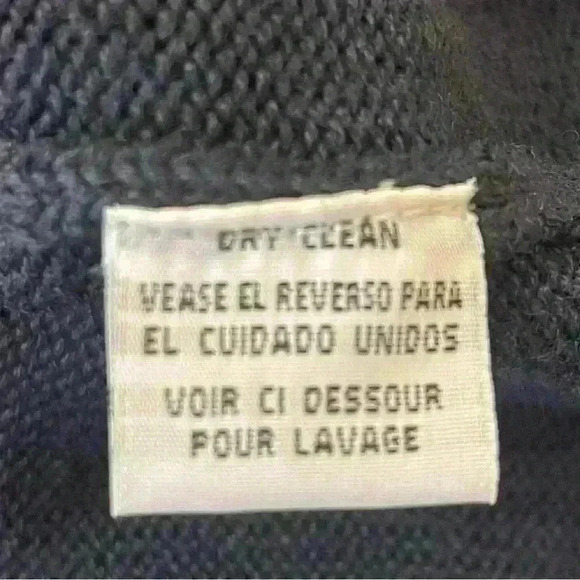 DRY CLEAN
VEASE EL REVERSO PARA
EL CUIDADO UNIDOS
VOIR CI DESSOUR
POUR LAVAGE